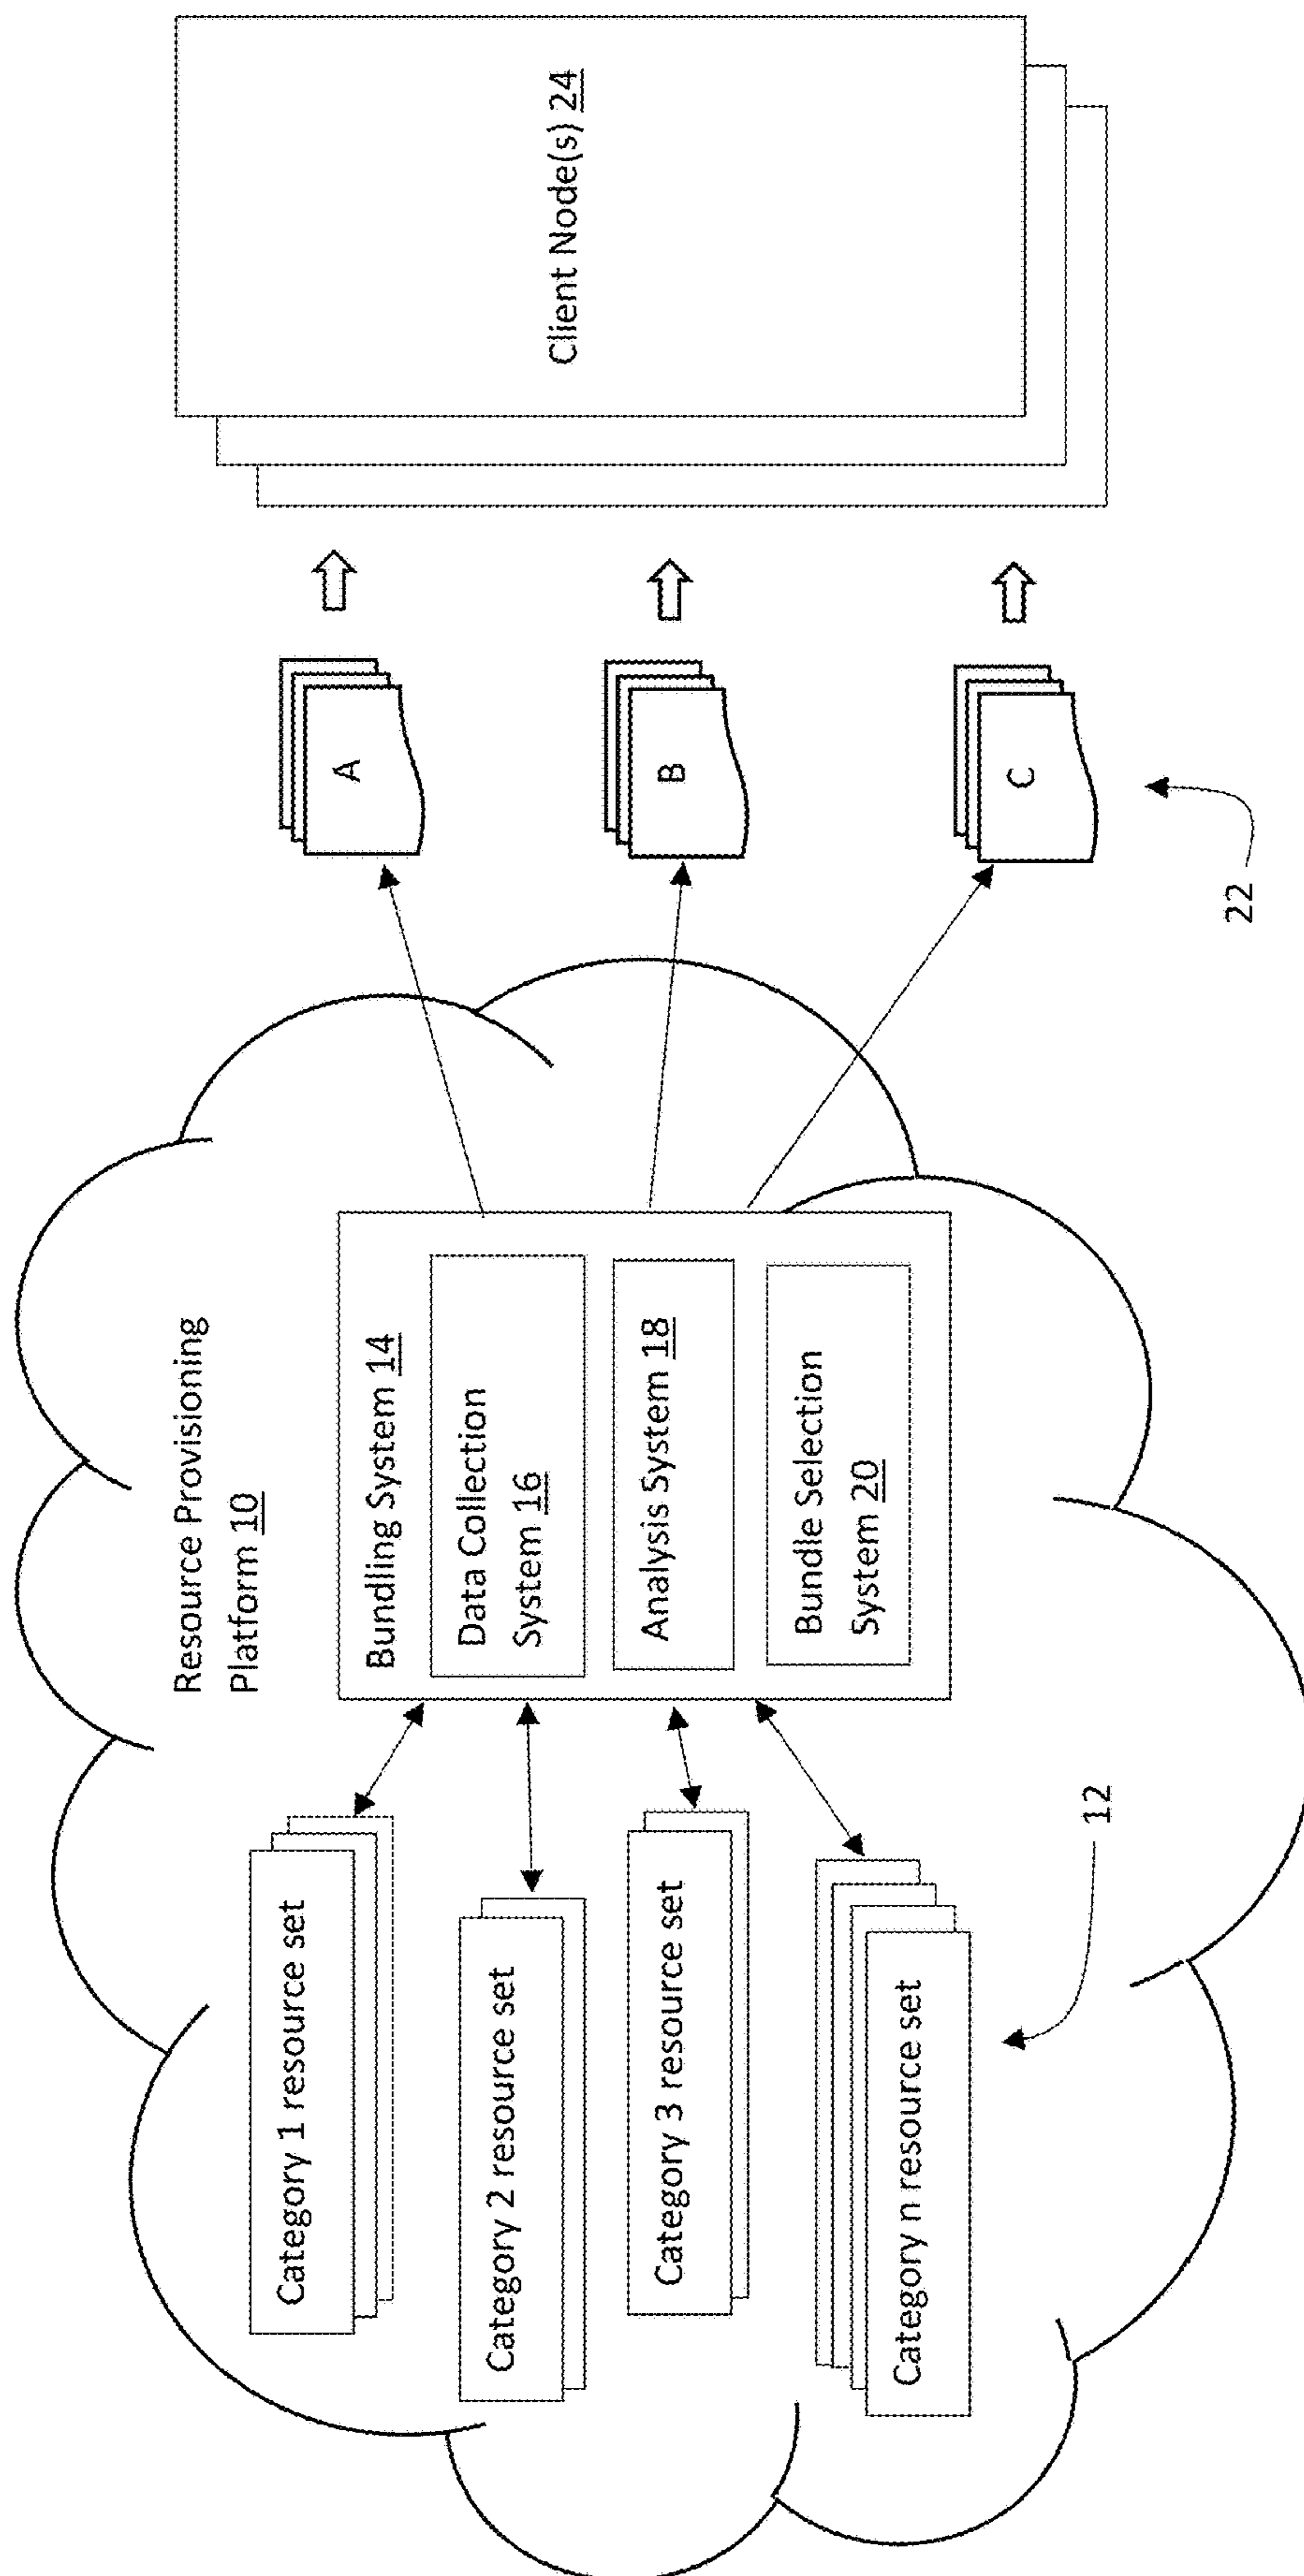 Resource Provisioning
Platform 10
Category 1 resource set
Category 2 resource set
Category 3 resource set
Category n resource set
12
Bundling System 14
Data Collection
System 16
Analysis System 18
Bundle Selection
System 20
A
B
C
22
Client Node(s) 24